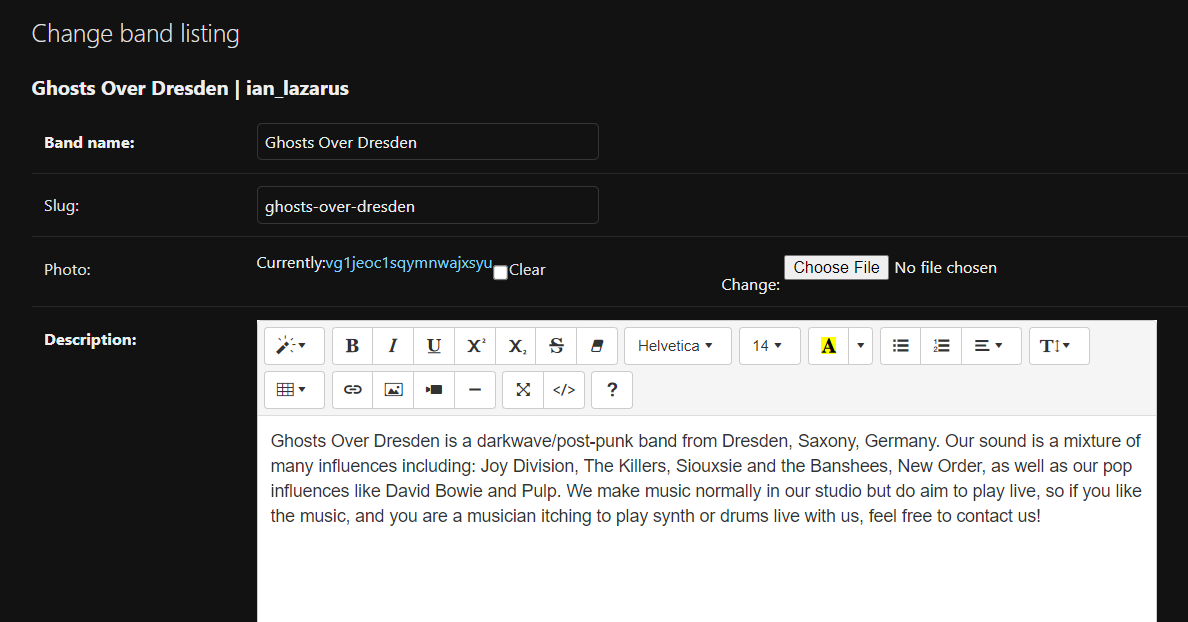 Change band listing
Ghosts Over Dresden | ian_lazarus
Band name:
Ghosts Over Dresden
Slug:
ghosts-over-dresden
Photo:
Currently:vg1jeoc1sqymnwajxsyu
Clear
Change:
Choose File No file chosen
Description:
B I U X² X₂ S Helvetica 14 A T
</> ?
Ghosts Over Dresden is a darkwave/post-punk band from Dresden, Saxony, Germany. Our sound is a mixture of
many influences including: Joy Division, The Killers, Siouxsie and the Banshees, New Order, as well as our pop
influences like David Bowie and Pulp. We make music normally in our studio but do aim to play live, so if you like
the music, and you are a musician itching to play synth or drums live with us, feel free to contact us!